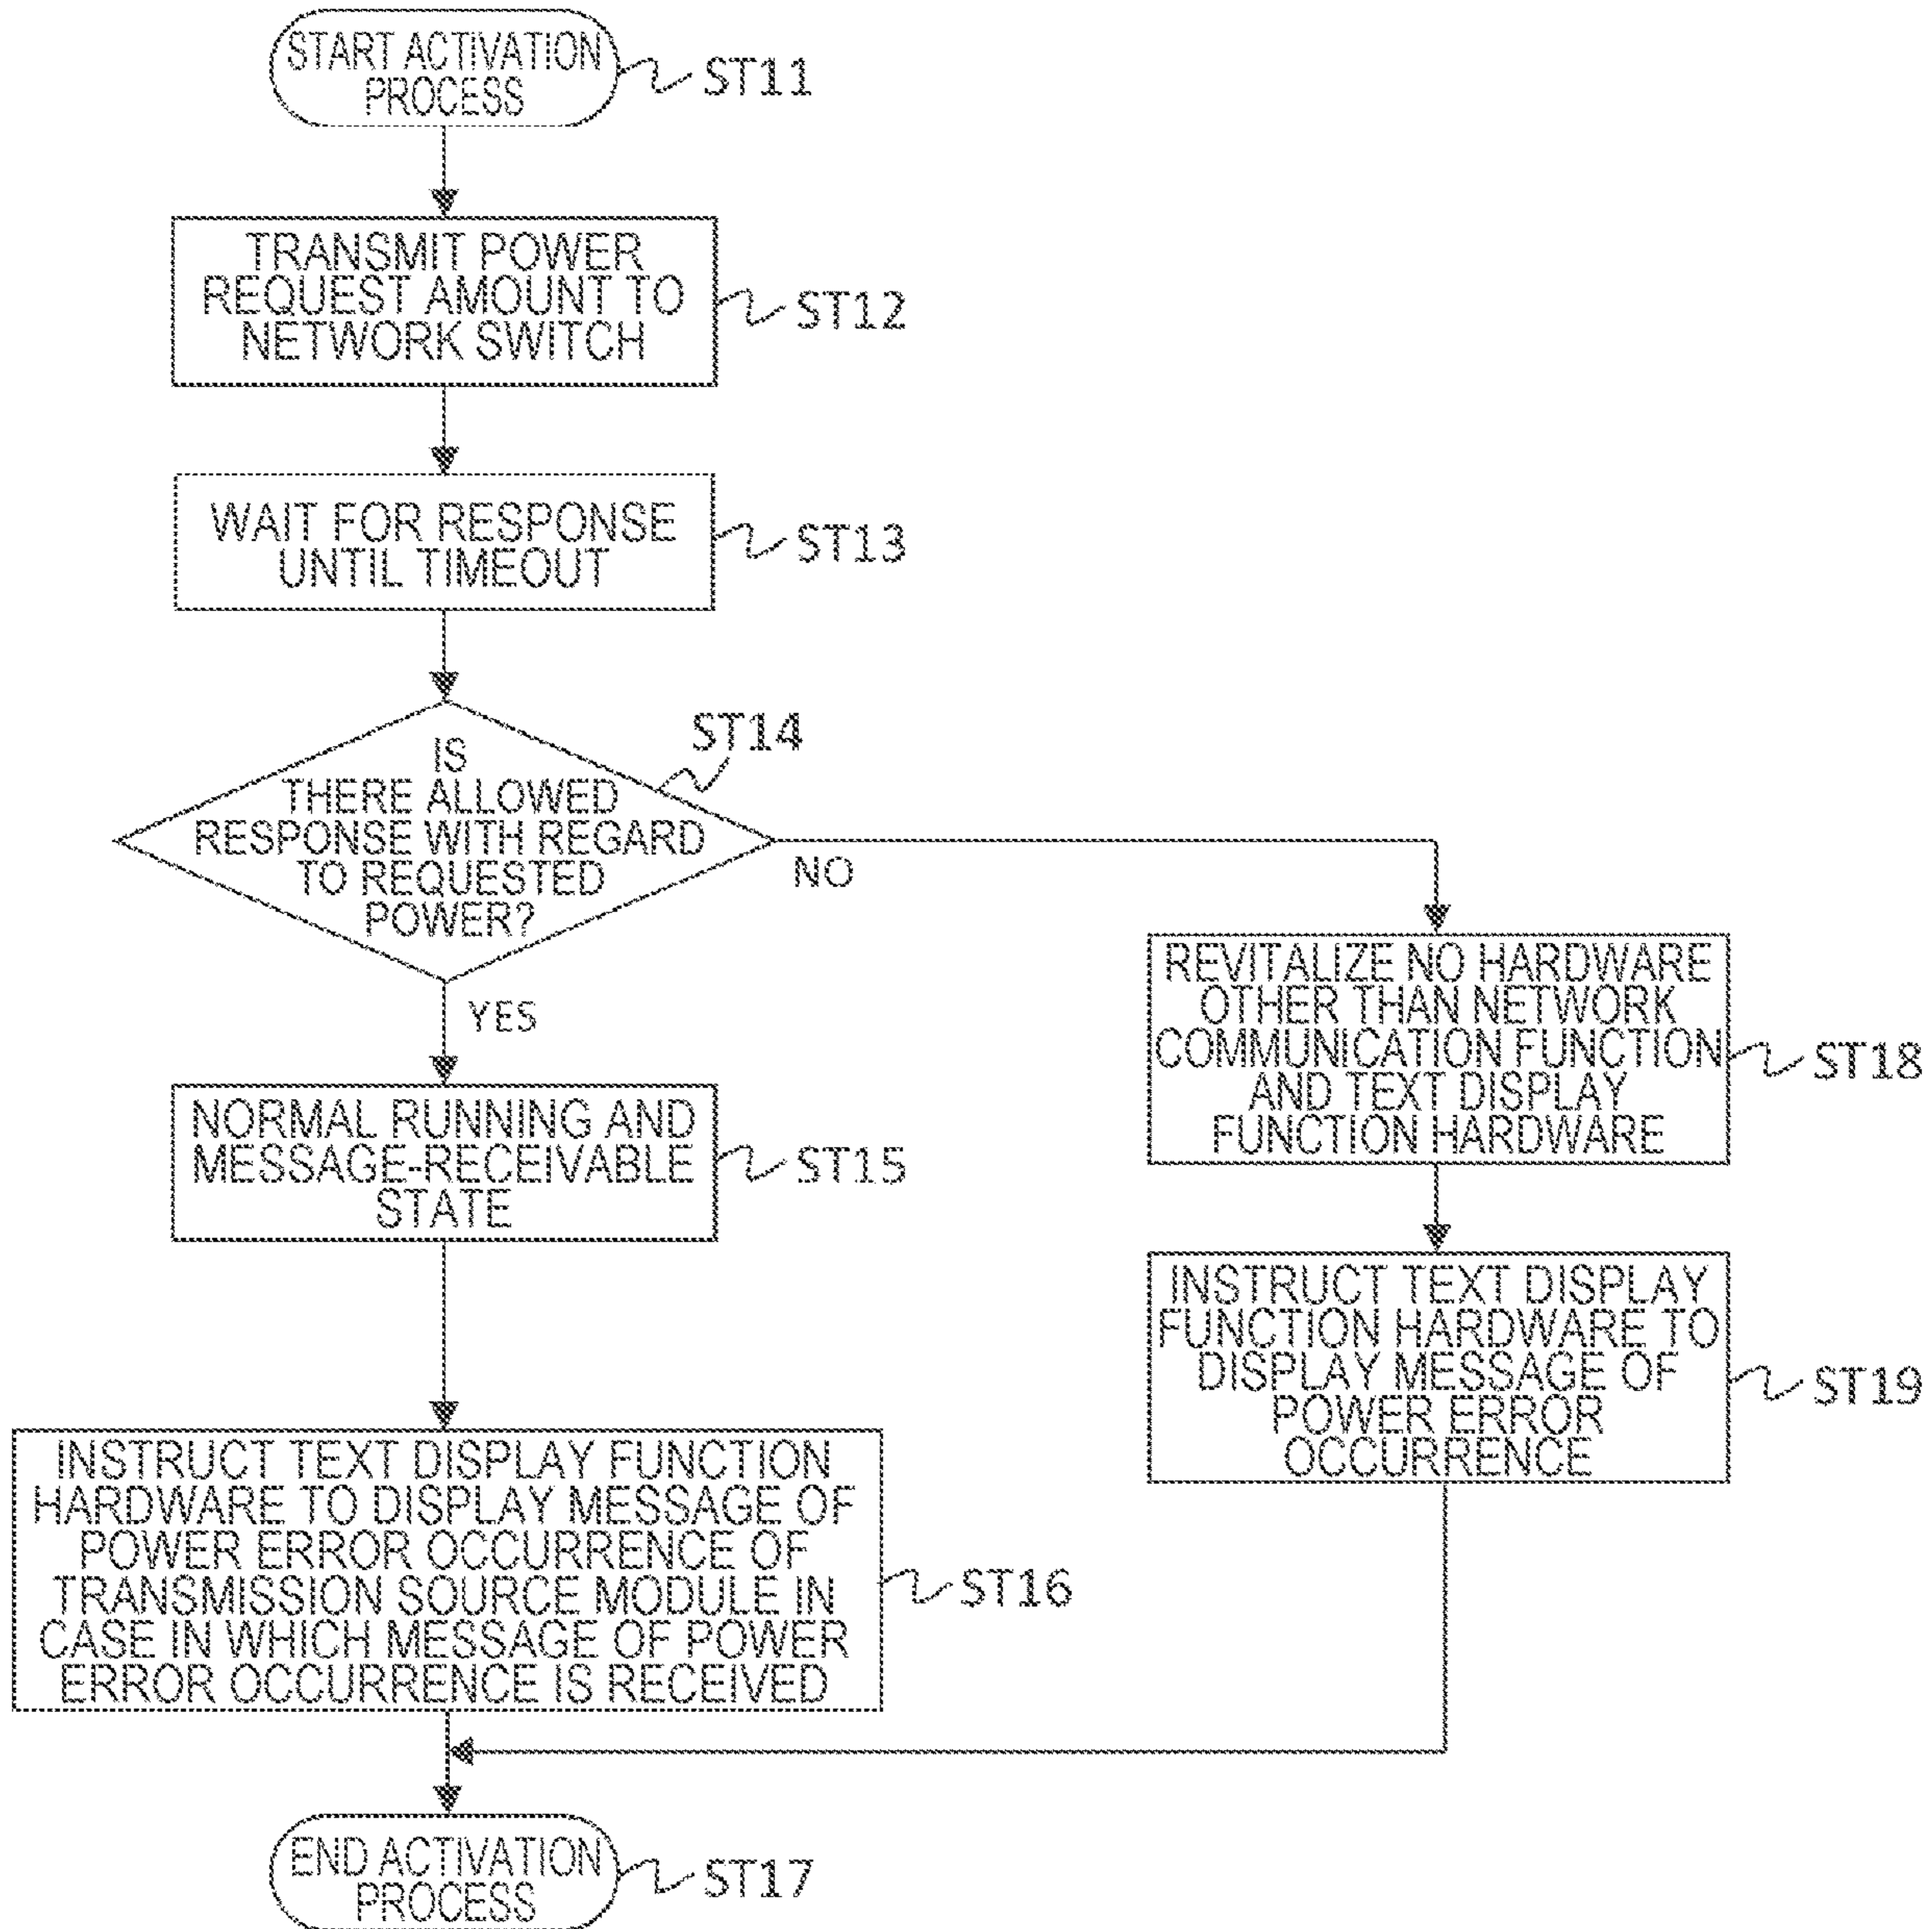 START ACTIVATION
PROCESS
ST11
TRANSMIT POWER
REQUEST AMOUNT TO
NETWORK SWITCH
ST12
WAIT FOR RESPONSE
UNTIL TIMEOUT
ST13
ST14
IS
THERE ALLOWED
RESPONSE WITH REGARD
TO REQUESTED
POWER?
NO
YES
NORMAL RUNNING AND
MESSAGE-RECEIVABLE
STATE
ST15
REVITALIZE NO HARDWARE
OTHER THAN NETWORK
COMMUNICATION FUNCTION
AND TEXT DISPLAY
FUNCTION HARDWARE
ST18
INSTRUCT TEXT DISPLAY
FUNCTION HARDWARE TO
DISPLAY MESSAGE OF
POWER ERROR
OCCURRENCE
ST19
INSTRUCT TEXT DISPLAY FUNCTION
HARDWARE TO DISPLAY MESSAGE OF
POWER ERROR OCCURRENCE OF
TRANSMISSION SOURCE MODULE IN
CASE IN WHICH MESSAGE OF POWER
ERROR OCCURRENCE IS RECEIVED
ST16
END ACTIVATION
PROCESS
ST17